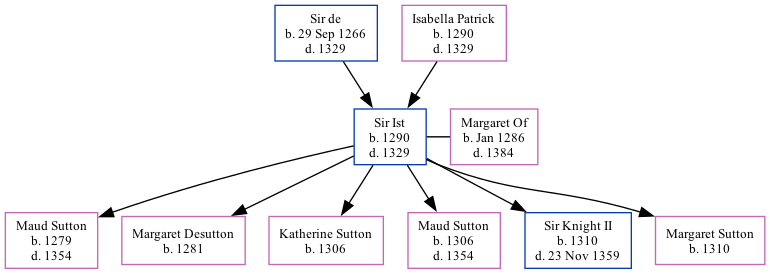 Sir de
b. 29 Sep 1266
d. 1329
Isabella Patrick
b. 1290
d. 1329
Sir Ist
b. 1290
d. 1329
Margaret Of
b. Jan 1286
d. 1384
Maud Sutton
b. 1279
d. 1354
Margaret Desutton
b. 1281
Katherine Sutton
b. 1306
Maud Sutton
b. 1306
d. 1354
Sir Knight II
b. 1310
d. 23 Nov 1359
Margaret Sutton
b. 1310